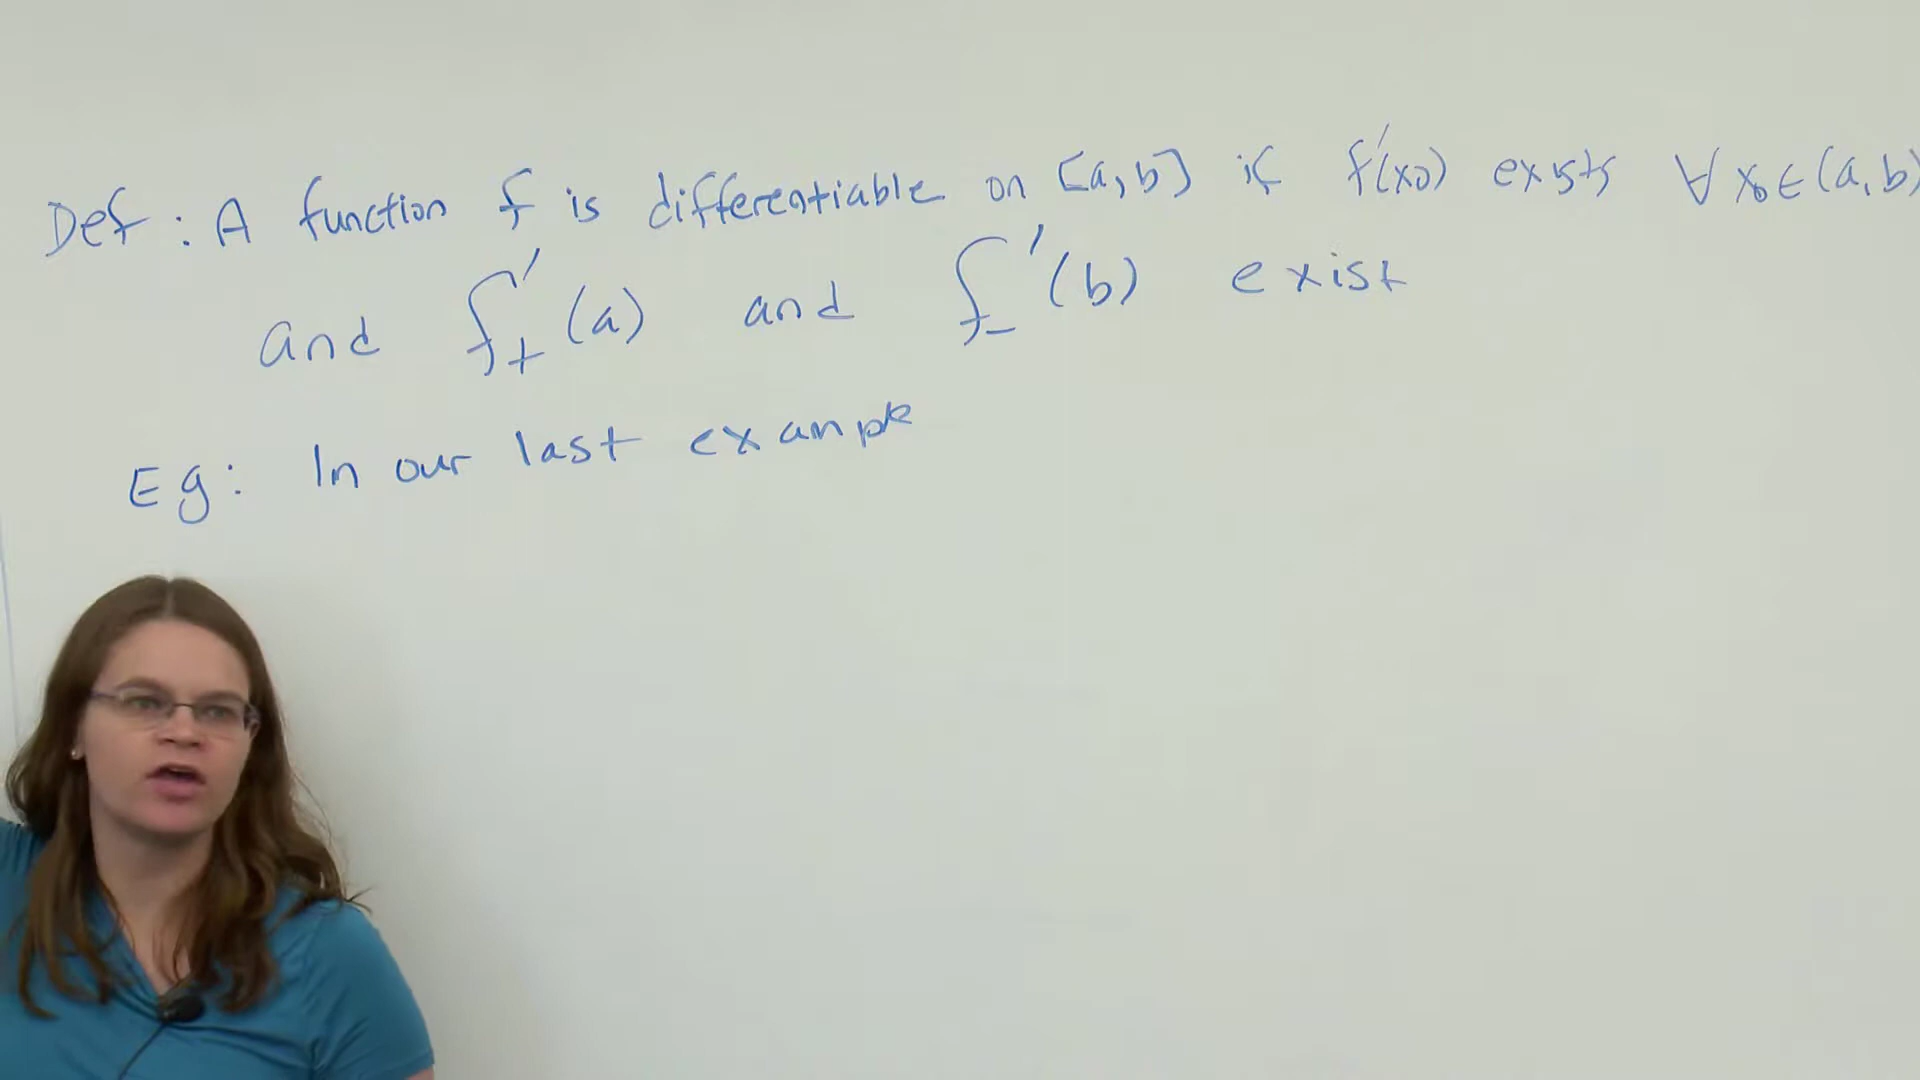 Def: A function f is differentiable on [a,b] if f'(x0) exists ∀ x0 ∈ (a,b)
and f+'(a) and f-'(b) exist
Eg: In our last example